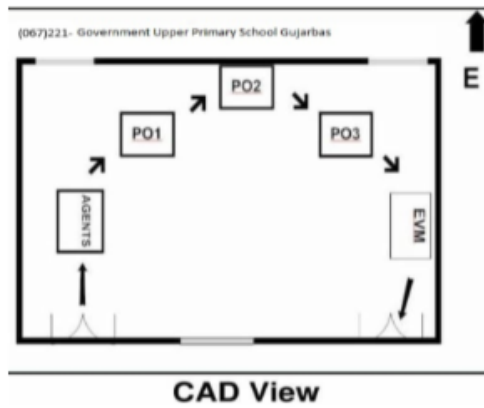 (067)221- Government Upper Primary School Gujarbas
E
PO2
PO1
PO3
AGENTS
EVM
CAD View